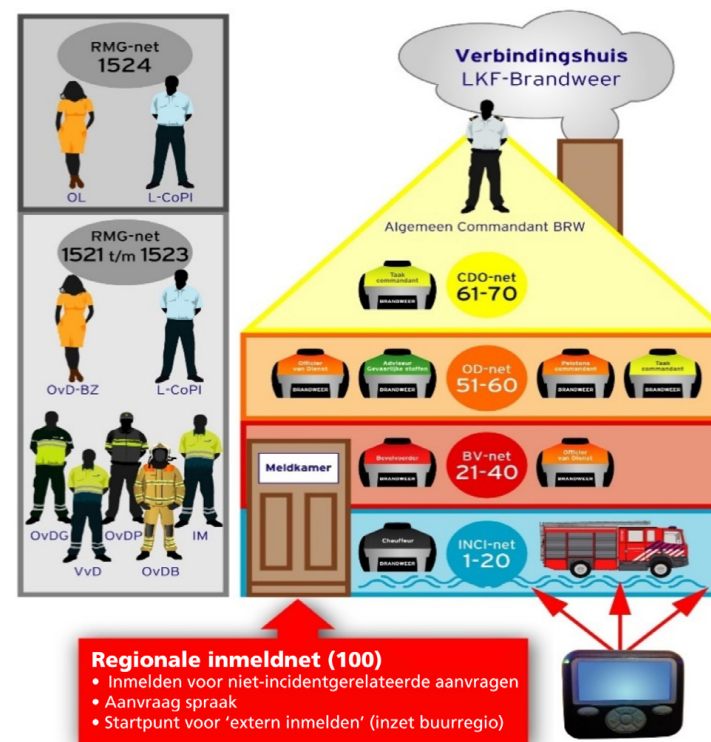 RMG-net
1524
OL
L-CoPI
RMG-net
1521 t/m 1523
OvD-BZ
L-CoPI
OvDG
VvD
OvDP
OvDB
IM
Verbindingshuis
LKF-Brandweer
Algemeen Commandant BRW
Taak
commandant
BRANDWEER
CDO-net
61-70
Officier
van Dienst
BRANDWEER
Adviseur
Gevaarlijke stoffen
BRANDWEER
OD-net
51-60
Pelotons
commandant
BRANDWEER
Taak
commandant
BRANDWEER
Meldkamer
Bevelvoerder
BRANDWEER
BV-net
21-40
Officier
van Dienst
BRANDWEER
Chauffeur
BRANDWEER
INCI-net
1-20
Regionale inmeldnet (100)
• Inmelden voor niet-incidentgerelateerde aanvragen
• Aanvraag spraak
• Startpunt voor ‘extern inmelden’ (inzet buurregio)